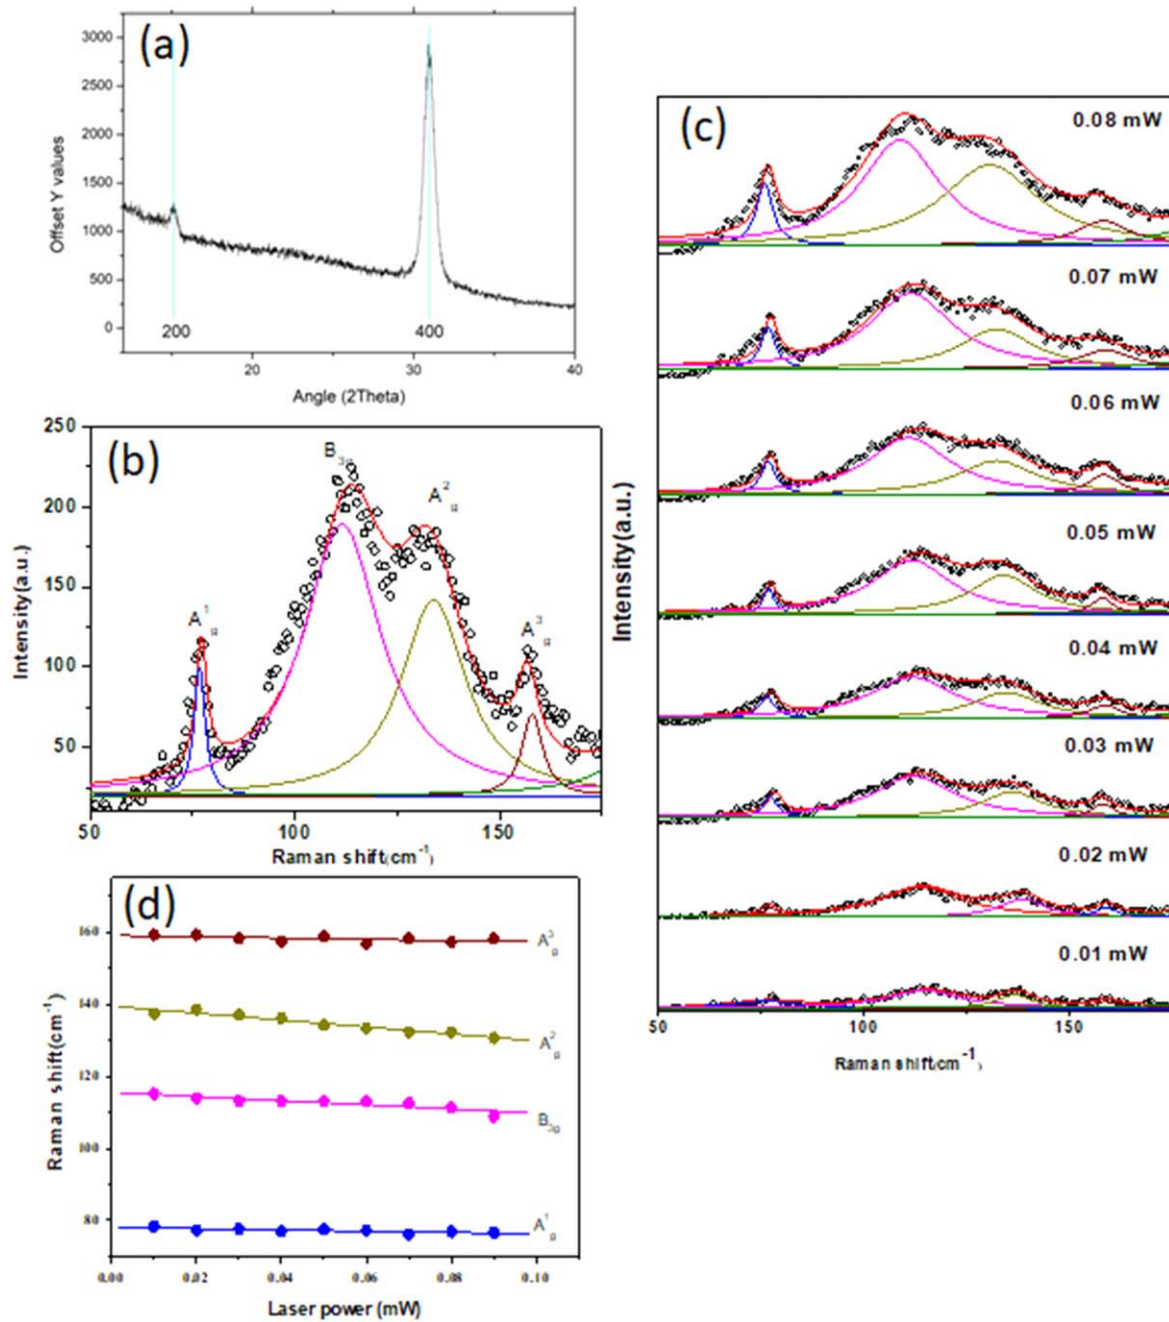 (a)
3000
2500
2000
1500
1000
500
0
Offset Y values
200
400
20
30
40
Angle (2Theta)
(b)
250
200
150
100
50
Intensity(a.u.)
A¹g
B3g
A²g
A³g
50
100
150
Raman shift(cm⁻¹)
(c)
0.08 mW
0.07 mW
0.06 mW
0.05 mW
0.04 mW
0.03 mW
0.02 mW
0.01 mW
Intensity(a.u.)
50
100
150
Raman shift(cm⁻¹)
(d)
160
140
120
100
80
Raman shift(cm⁻¹)
A³g
A²g
B3g
A¹g
0.00
0.02
0.04
0.06
0.08
0.10
Laser power (mW)